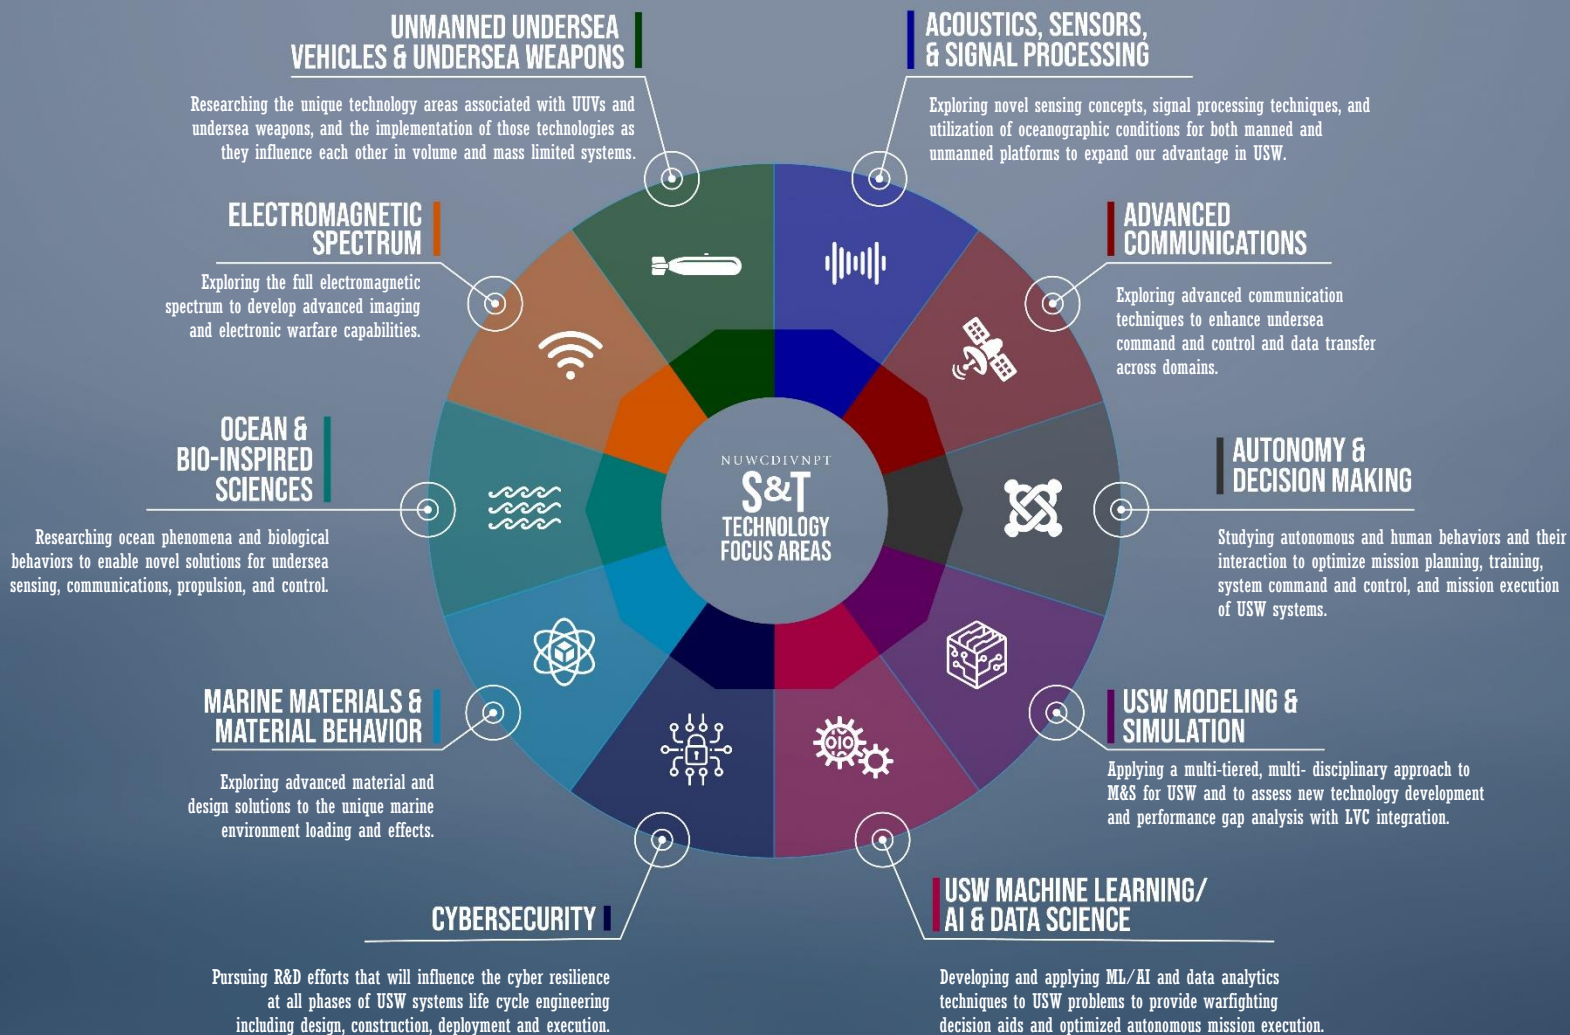 UNMANNED UNDERSEA
VEHICLES & UNDERSEA WEAPONS
Researching the unique technology areas associated with UUVs and
undersea weapons, and the implementation of those technologies as
they influence each other in volume and mass limited systems.
ACOUSTICS, SENSORS,
& SIGNAL PROCESSING
Exploring novel sensing concepts, signal processing techniques, and
utilization of oceanographic conditions for both manned and
unmanned platforms to expand our advantage in USW.
ELECTROMAGNETIC
SPECTRUM
Exploring the full electromagnetic
spectrum to develop advanced imaging
and electronic warfare capabilities.
ADVANCED
COMMUNICATIONS
Exploring advanced communication
techniques to enhance undersea
command and control and data transfer
across domains.
OCEAN &
BIO-INSPIRED
SCIENCES
Researching ocean phenomena and biological
behaviors to enable novel solutions for undersea
sensing, communications, propulsion, and control.
NUWCDIVNPT
S&T
TECHNOLOGY
FOCUS AREAS
AUTONOMY &
DECISION MAKING
Studying autonomous and human behaviors and their
interaction to optimize mission planning, training,
system command and control, and mission execution
of USW systems.
MARINE MATERIALS &
MATERIAL BEHAVIOR
Exploring advanced material and
design solutions to the unique marine
environment loading and effects.
USW MODELING &
SIMULATION
Applying a multi-tiered, multi- disciplinary approach to
M&S for USW and to assess new technology development
and performance gap analysis with LVC integration.
010
CYBERSECURITY
Pursuing R&D efforts that will influence the cyber resilience
at all phases of USW systems life cycle engineering
including design, construction, deployment and execution.
USW MACHINE LEARNING/
AI & DATA SCIENCE
Developing and applying ML/AI and data analytics
techniques to USW problems to provide warfighting
decision aids and optimized autonomous mission execution.